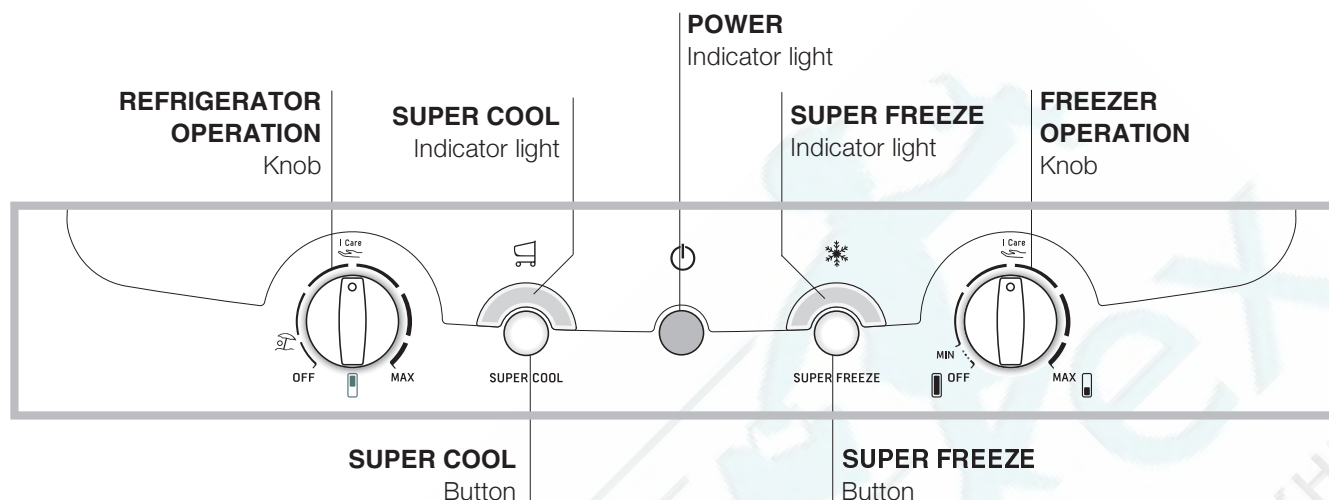 POWER
Indicator light
REFRIGERATOR
OPERATION
Knob
SUPER COOL
Indicator light
SUPER FREEZE
Indicator light
FREEZER
OPERATION
Knob
I Care
I Care
OFF
MAX
SUPER COOL
SUPER FREEZE
MIN
OFF
MAX
SUPER COOL
Button
SUPER FREEZE
Button